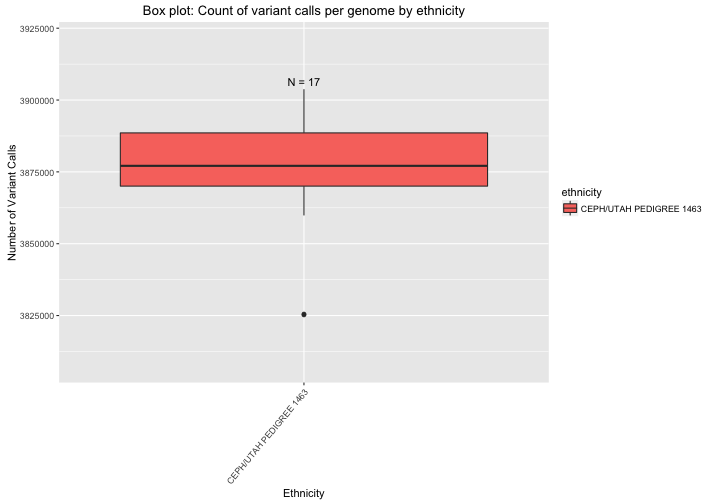 Box plot: Count of variant calls per genome by ethnicity
3925000
3900000
3875000
3850000
3825000
Number of Variant Calls
N = 17
CEPH/UTAH PEDIGREE 1463
Ethnicity
ethnicity
CEPH/UTAH PEDIGREE 1463